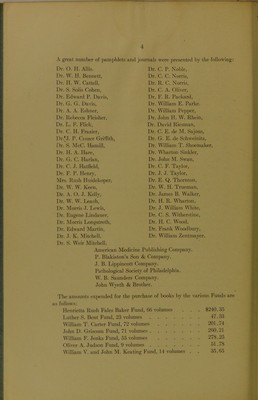 4
A great number of pamphlets and journals were presented by the following:
Dr. O. H. Allis.
Dr. W. H. Bennett,
Dr. H. W. Cattell,
Dr. S. Solis Cohen,
Dr. Edward P. Davis,
Dr. G. G. Davis,
Dr. A. A. Eshner,
Dr. Rebecca Fleisher,
Dr. L. F. Flick,
Dr. C. H. Frazier,
Dr. J. P. Crozer Griffith,
Dr. S. McC. Hamill,
Dr. H. A. Hare,
Dr. G. C. Harlan,
Dr. C. J. Hatfield,
Dr. F. P. Henry,
Mrs. Ruth Huidekoper,
Dr. W. W. Keen,
Dr. A. O. J. Kelly,
Dr. W. W. Leach,
Dr. Morris J. Lewis,
Dr. Eugene Lindauer,
Dr. Morris Longstreth,
Dr. Edward Martin,
Dr. J. K. Mitchell,
Dr. S. Weir Mitchell,
Dr. C. P. Noble,
Dr. C. C. Norris,
Dr. R. C. Norris,
Dr. C. A. Oliver,
Dr. F. R. Packard,
Dr. William E. Parke,
Dr. William Pepper,
Dr. John H. W. Rhein,
Dr. David Riesman,
Dr. C. E. de M. Sajous,
Dr. G. E. de Schweinitz,
Dr. William T. Shoemaker,
Dr. Wharton Sinkler,
Dr. John M. Swan,
Dr. C. F. Taylor,
Dr. J. J. Taylor,
Dr. E. Q. Thornton,
Dr. W. H. Trueman,
Dr. James B. Walker,
Dr. H. R. Wharton,
Dr. J. William White,
Dr. C. S. Witherstine,
Dr. H. C. Wood,
Dr. Frank Woodbury,
Dr. William Zentmayer.
American Medicine Publishing Company.
P. Blakiston's Son & Company.
J. B. Lippincott Company.
Pathological Society of Philadelphia.
W. B. Saunders Company.
John Wyeth & Brother.
The amounts expended for the purchase of books by the various Funds are
as follows:
Henrietta Rush Fales Baker Fund, 86 volumes . . . $249.35
Luther S. Bent Fund, 23 volumes . . . 47.33
William T. Carter Fund, 72 volumes . . . 291.74
John D. Griscom Fund, 71 volumes . . . 206.21
William F. Jenks Fund, 55 volumes . . . 278.25
Oliver A. Judson Fund, 9 volumes . . . 31.78
William V. and John M. Keating Fund, 14 volumes . . . 55.65